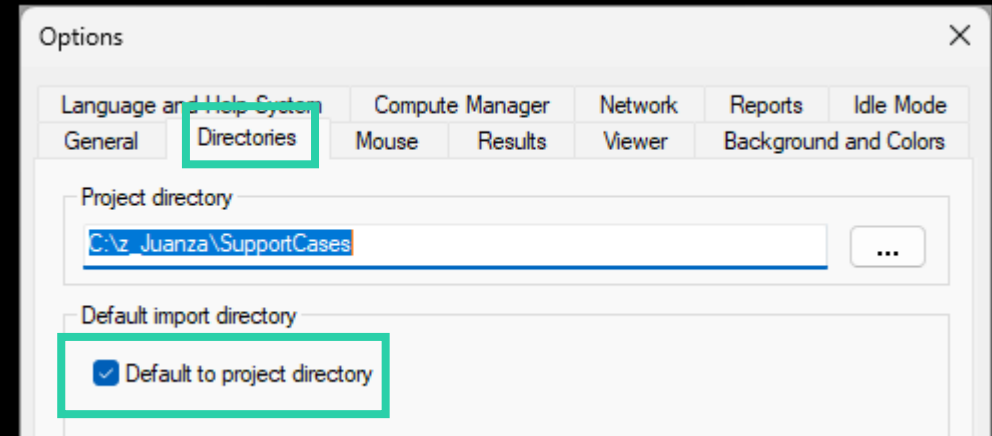 Options
Language and Help System Compute Manager Network Reports Idle Mode
General Directories Mouse Results Viewer Background and Colors
Project directory
C:\z_Juanza\SupportCases
...
Default import directory
Default to project directory